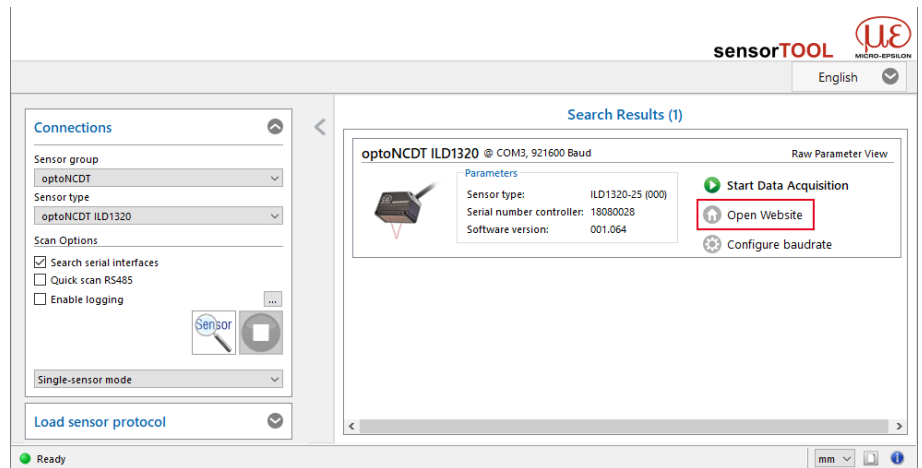 sensorTOOL
με
MICRO-EPSILON
English
Connections
Sensor group
optoNCDT
Sensor type
optoNCDT ILD1320
Scan Options
Search serial interfaces
Quick scan RS485
Enable logging
...
Sensor
Single-sensor mode
Load sensor protocol
Search Results (1)
optoNCDT ILD1320 @ COM3, 921600 Baud
Raw Parameter View
Parameters
Sensor type: ILD1320-25 (000)
Serial number controller: 18080028
Software version: 001.064
Start Data Acquisition
Open Website
Configure baudrate
Ready
mm